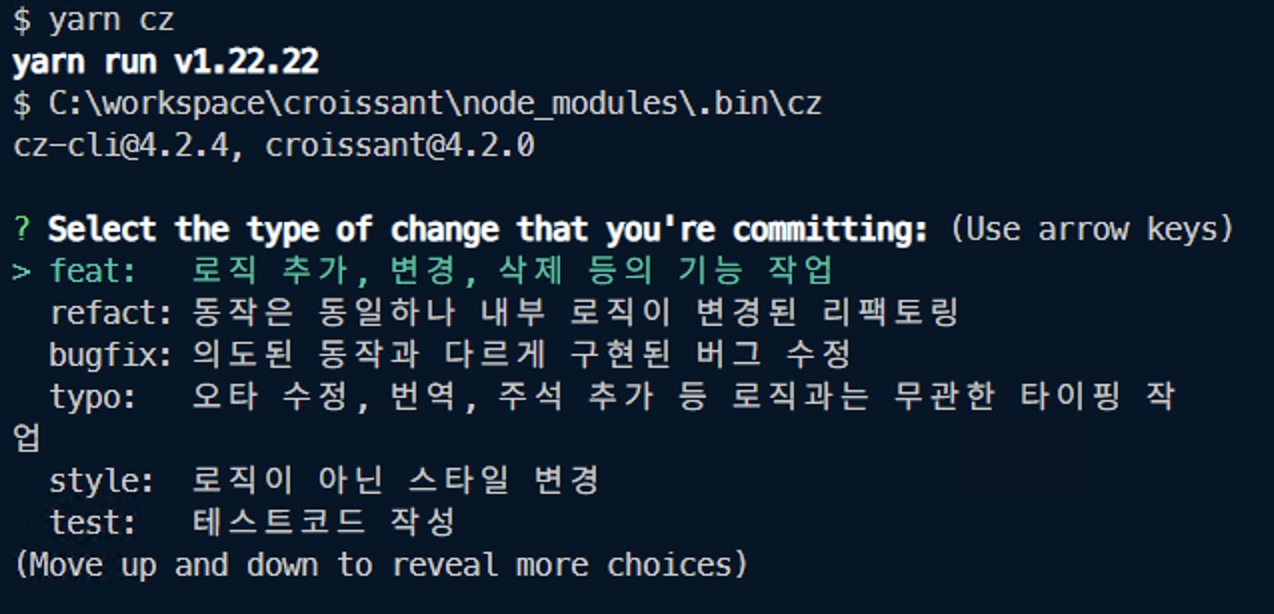 $ yarn cz
yarn run v1.22.22
$ C:\workspace\croissant\node_modules\.bin\cz
cz-cli@4.2.4, croissant@4.2.0
? Select the type of change that you're committing: (Use arrow keys)
> feat:   로직 추가, 변경, 삭제 등의 기능 작업
  refact: 동작은 동일하나 내부 로직이 변경된 리팩토링
  bugfix: 의도된 동작과 다르게 구현된 버그 수정
  typo:   오타 수정, 번역, 주석 추가 등 로직과는 무관한 타이핑 작
업
  style:  로직이 아닌 스타일 변경
  test:   테스트코드 작성
(Move up and down to reveal more choices)